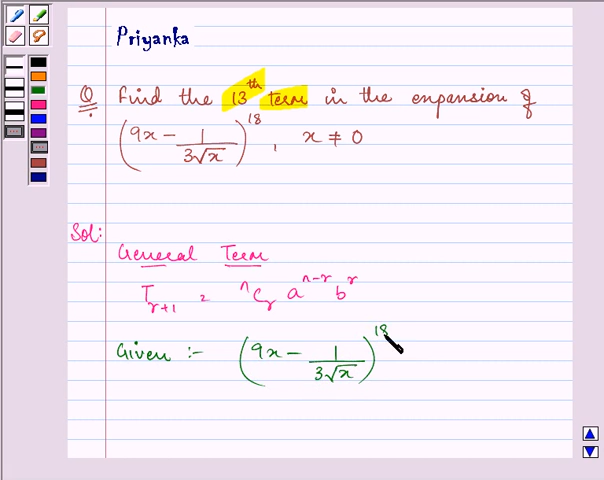 Priyanka
Q Find the 13th term in the expansion of
(9x - 1/(3√x))^18, x ≠ 0
Sol:
General Term
T_{r+1} = ^nC_r a^{n-r} b^r
Given :- (9x - 1/(3√x))^18